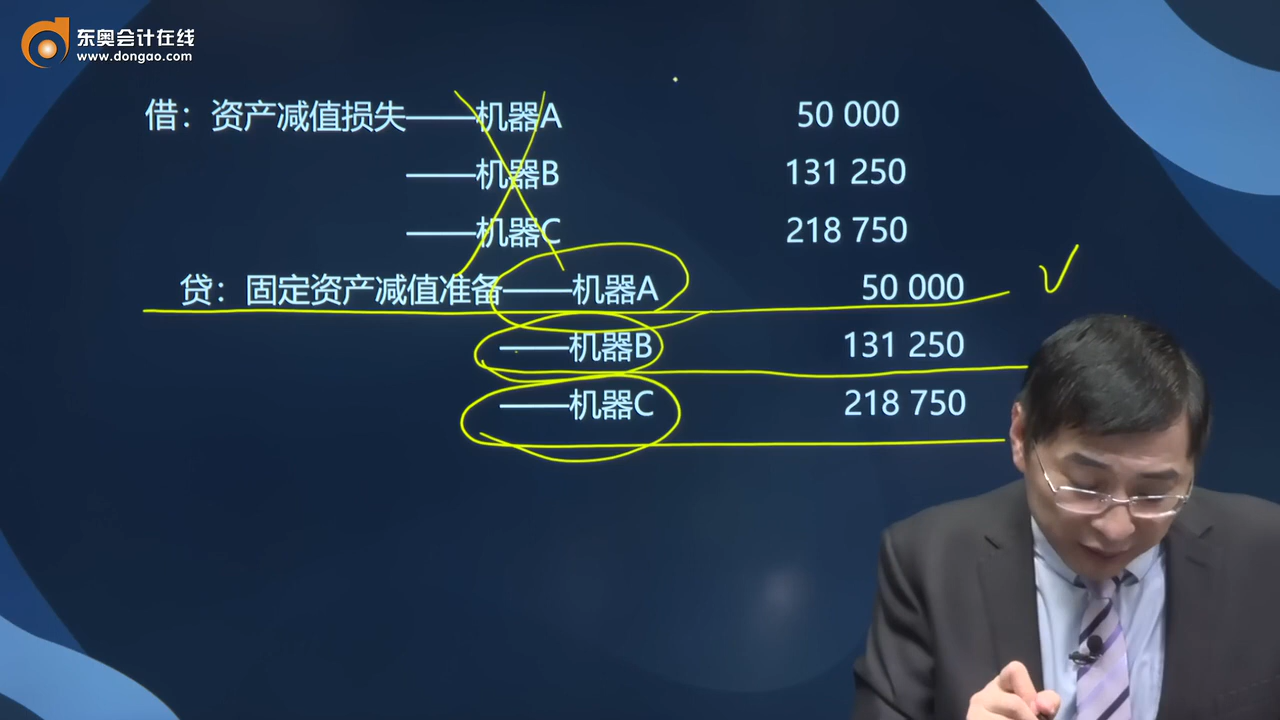 东奥会计在线
www.dongao.com
借：资产减值损失——机器A 50 000
——机器B 131 250
——机器C 218 750
贷：固定资产减值准备——机器A 50 000
——机器B 131 250
——机器C 218 750